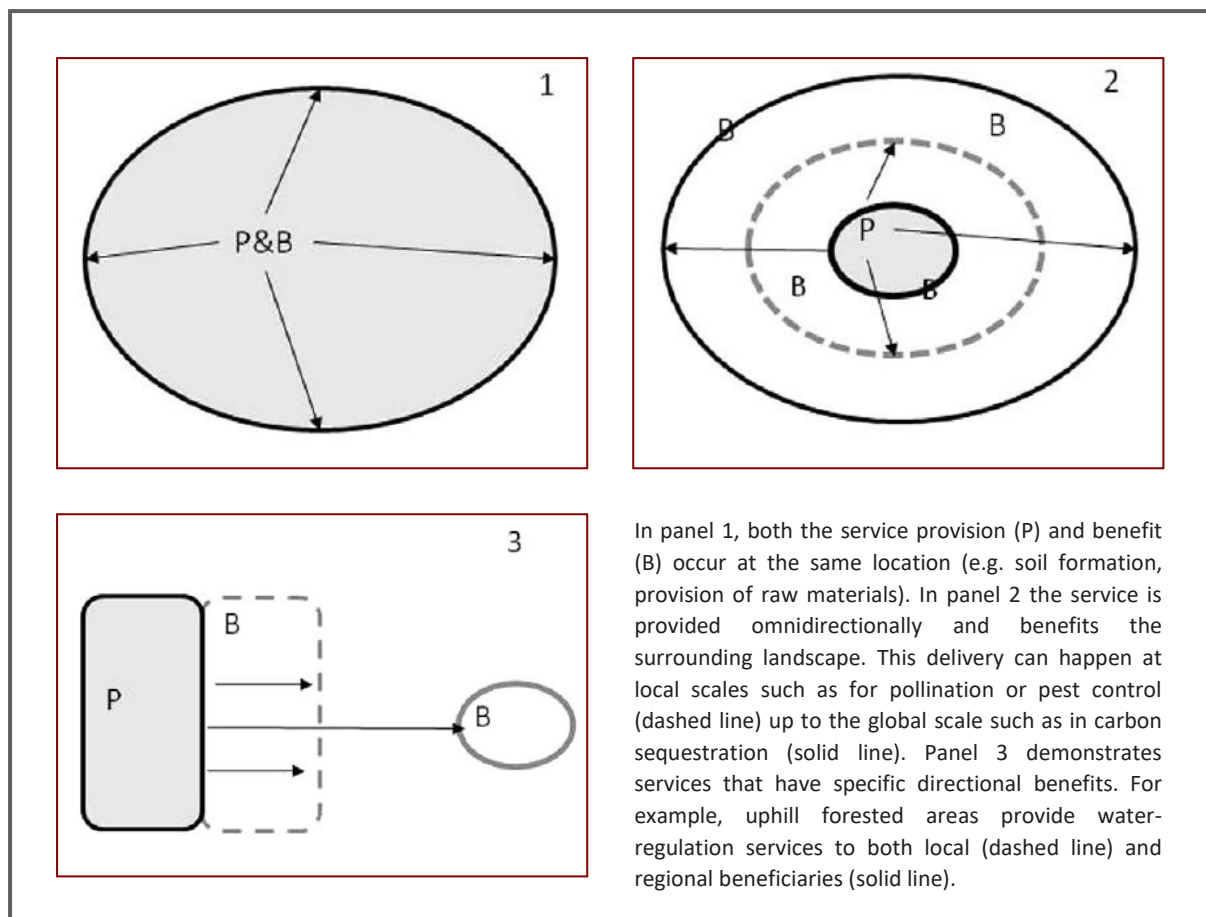 1
P&B
2
B
B
P
B
B
3
B
P
B
In panel 1, both the service provision (P) and benefit
(B) occur at the same location (e.g. soil formation,
provision of raw materials). In panel 2 the service is
provided omnidirectionally and benefits the
surrounding landscape. This delivery can happen at
local scales such as for pollination or pest control
(dashed line) up to the global scale such as in carbon
sequestration (solid line). Panel 3 demonstrates
services that have specific directional benefits. For
example, uphill forested areas provide water-
regulation services to both local (dashed line) and
regional beneficiaries (solid line).